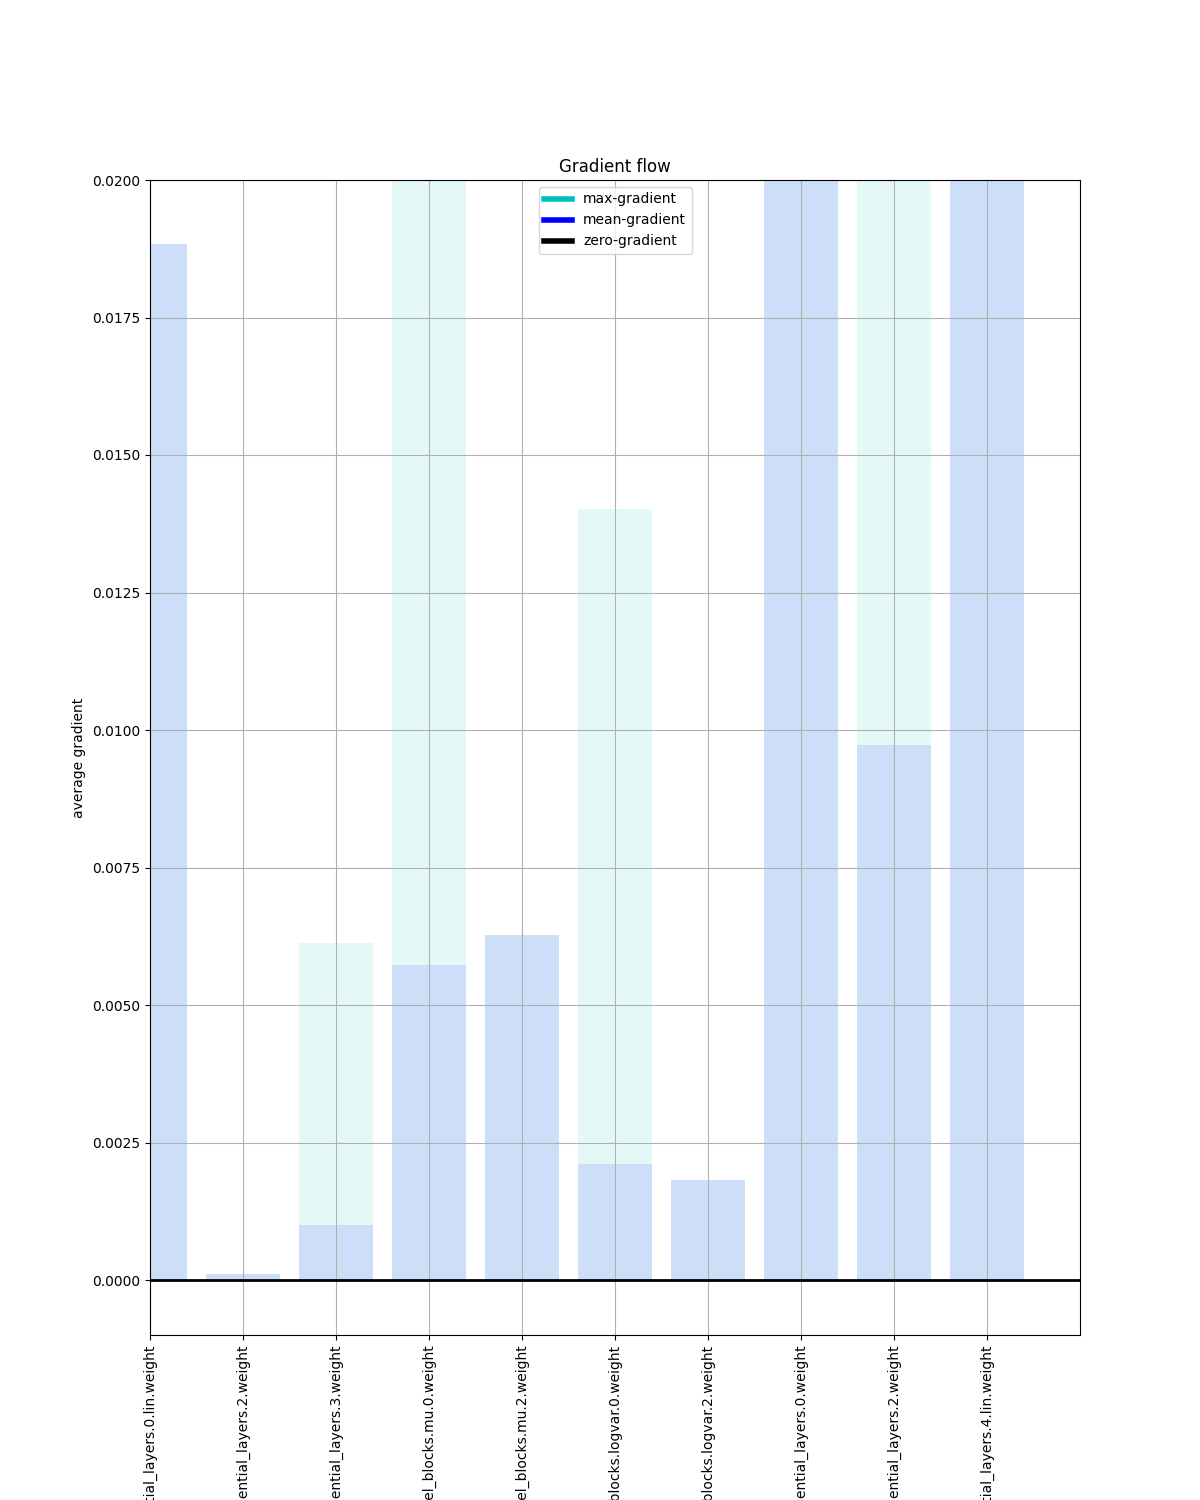 Gradient flow
max-gradient
mean-gradient
zero-gradient
0.0200
0.0175
0.0150
0.0125
0.0100
0.0075
0.0050
0.0025
0.0000
average gradient
tial_layers.0.lin.weight
ential_layers.2.weight
ential_layers.3.weight
el_blocks.mu.0.weight
el_blocks.mu.2.weight
blocks.logvar.0.weight
blocks.logvar.2.weight
ential_layers.0.weight
ential_layers.2.weight
tial_layers.4.lin.weight